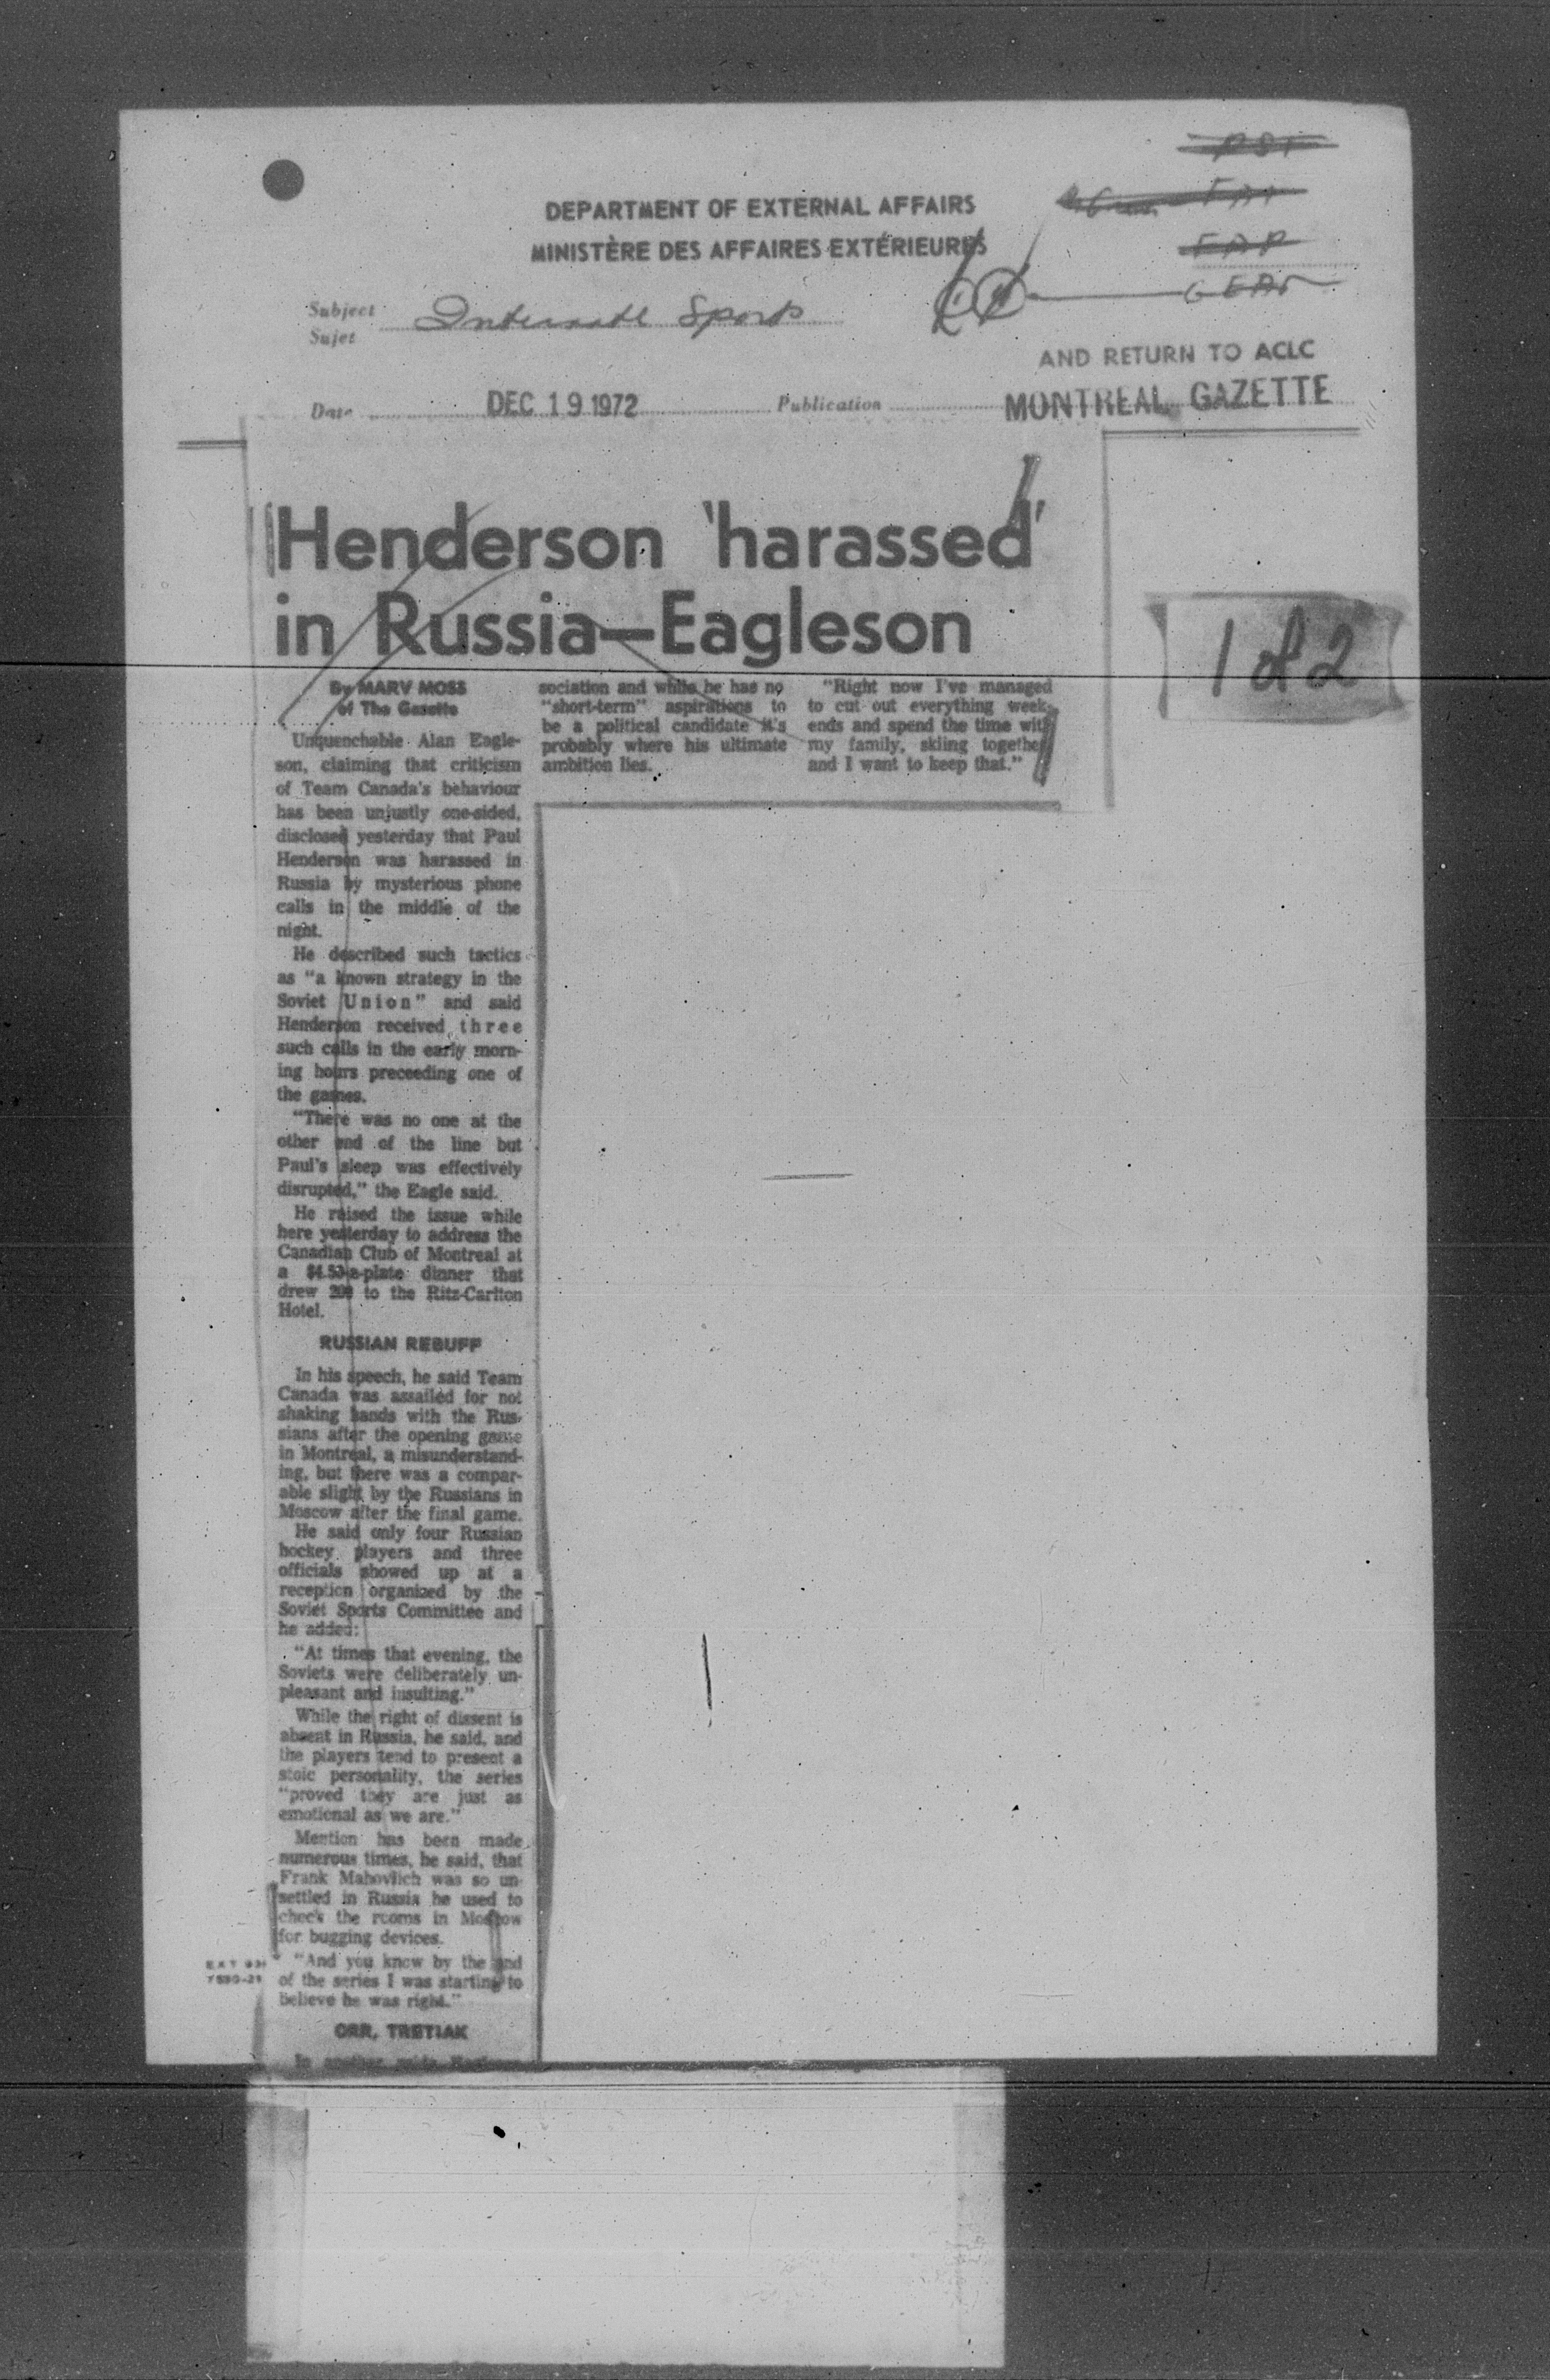 DEPARTMENT OF EXTERNAL AFFAIRS
MINISTÈRE DES AFFAIRES EXTÉRIEURES
Subject
Sujet
Sports
AND RETURN TO ACLC
Date DEC 19 1972 Publication MONTREAL GAZETTE
Henderson 'harassed'
in Russia—Eagleson
1 of 2
By MARV MOSS
of The Gazette
Unquenchable Alan Eagle-
son, claiming that criticism
of Team Canada's behaviour
has been unjustly one-sided,
disclosed yesterday that Paul
Henderson was harassed in
Russia by mysterious phone
calls in the middle of the
night.
He described such tactics
as "a known strategy in the
Soviet Union" and said
Henderson received three
such calls in the early morn-
ing hours preceeding one of
the games.
"There was no one at the
other end of the line but
Paul's sleep was effectively
disrupted," the Eagle said.
He raised the issue while
here yesterday to address the
Canadian Club of Montreal at
a -a-plate dinner that
drew to the Ritz-Carlton
Hotel.
RUSSIAN REBUFF
In his speech, he said Team
Canada was assailed for not
shaking hands with the Rus-
sians after the opening game
in Montreal, a misunderstand-
ing, but there was a compar-
able slight by the Russians in
Moscow after the final game.
He said only four Russian
hockey players and three
officials showed up at a
reception organized by the
Soviet Sports Committee and
he added:
"At times that evening, the
Soviets were deliberately un-
pleasant and insulting."
While the right of dissent is
absent in Russia, he said, and
the players tend to present a
stoic personality, the series
"proved they are just as
emotional as we are."
Mention has been made
numerous times, he said, that
Frank Mahovlich was so un-
settled in Russia he used to
check the rooms in Moscow
for bugging devices.
"And you know by the end
of the series I was starting to
believe he was right."
ORR, TRETIAK
sociation and while he has no
"short-term" aspirations to
be a political candidate it's
probably where his ultimate
ambition lies.
"Right now I've managed
to cut out everything week-
ends and spend the time with
my family, skiing together
and I want to keep that."